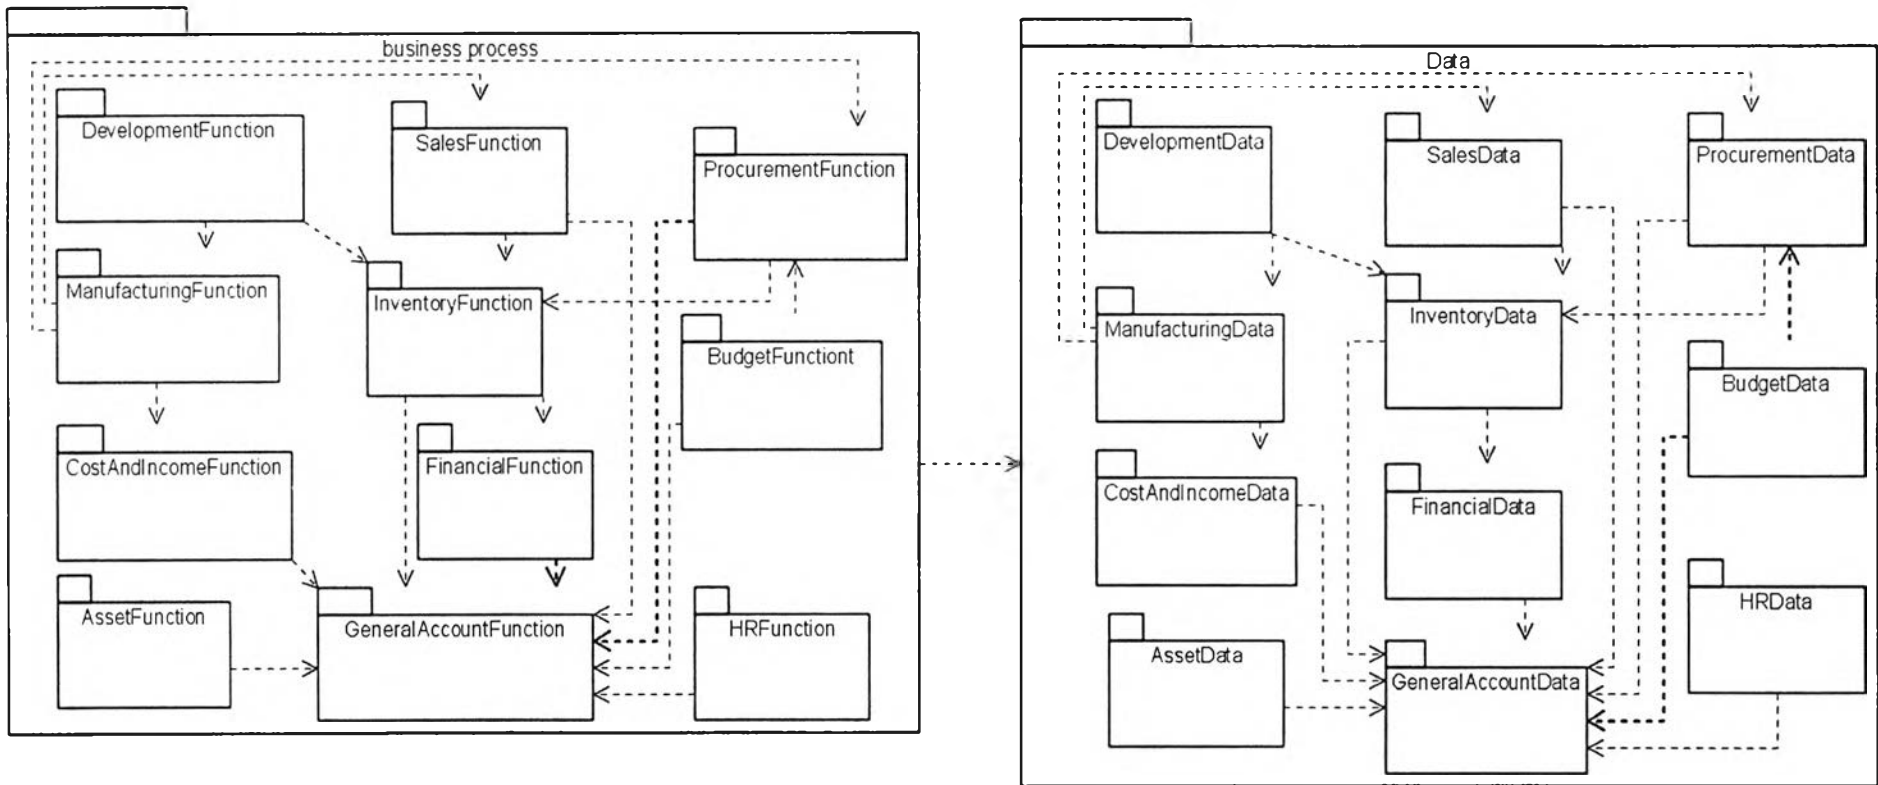 business process
DevelopmentFunction
SalesFunction
ProcurementFunction
ManufacturingFunction
InventoryFunction
BudgetFunctiont
CostAndIncomeFunction
FinancialFunction
AssetFunction
GeneralAccountFunction
HRFunction
Data
DevelopmentData
SalesData
ProcurementData
ManufacturingData
InventoryData
BudgetData
CostAndIncomeData
FinancialData
HRData
AssetData
GeneralAccountData